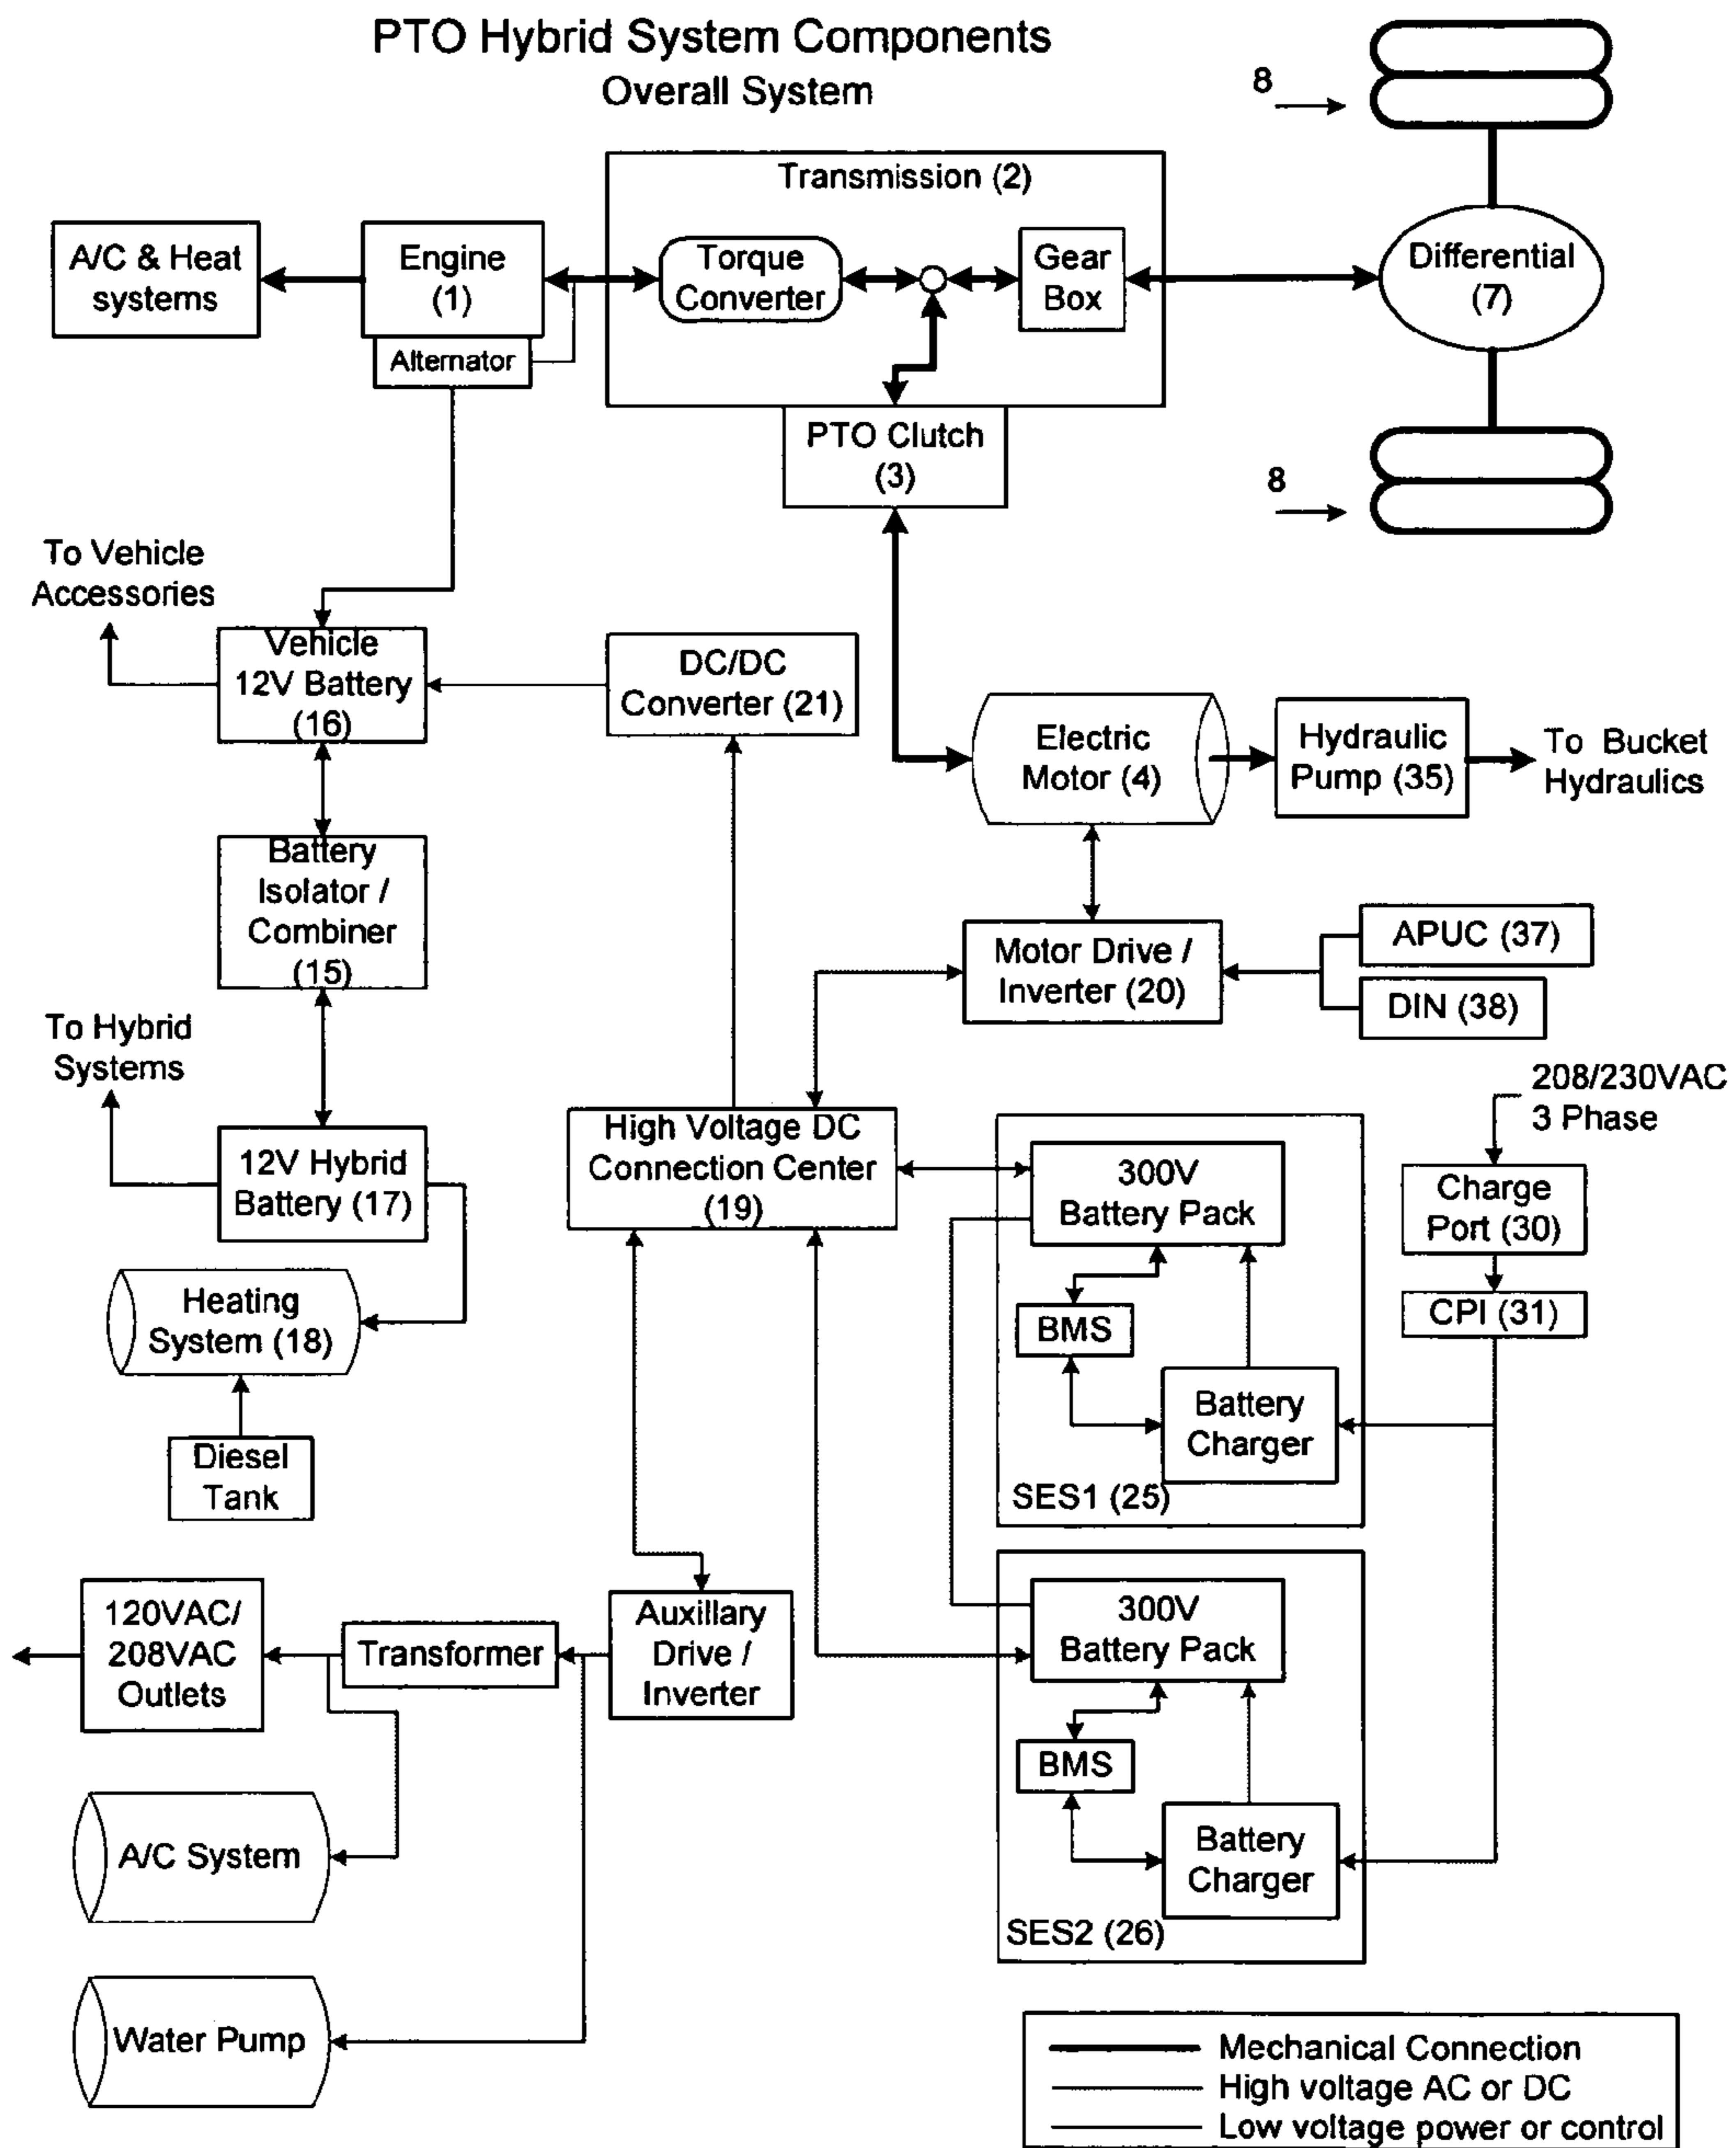 PTO Hybrid System Components
Overall System
8
Transmission (2)
A/C & Heat
systems
Engine
(1)
Torque
Converter
Gear
Box
Differential
(7)
Alternator
PTO Clutch
(3)
8
To Vehicle
Accessories
Vehicle
12V Battery
(16)
DC/DC
Converter (21)
Electric
Motor (4)
Hydraulic
Pump (35)
To Bucket
Hydraulics
Battery
Isolator /
Combiner
(15)
Motor Drive /
Inverter (20)
APUC (37)
DIN (38)
To Hybrid
Systems
208/230VAC
3 Phase
12V Hybrid
Battery (17)
High Voltage DC
Connection Center
(19)
300V
Battery Pack
Charge
Port (30)
Heating
System (18)
BMS
CPI (31)
Battery
Charger
Diesel
Tank
SES1 (25)
120VAC/
208VAC
Outlets
Transformer
Auxillary
Drive /
Inverter
300V
Battery Pack
BMS
A/C System
Battery
Charger
SES2 (26)
Water Pump
Mechanical Connection
High voltage AC or DC
Low voltage power or control